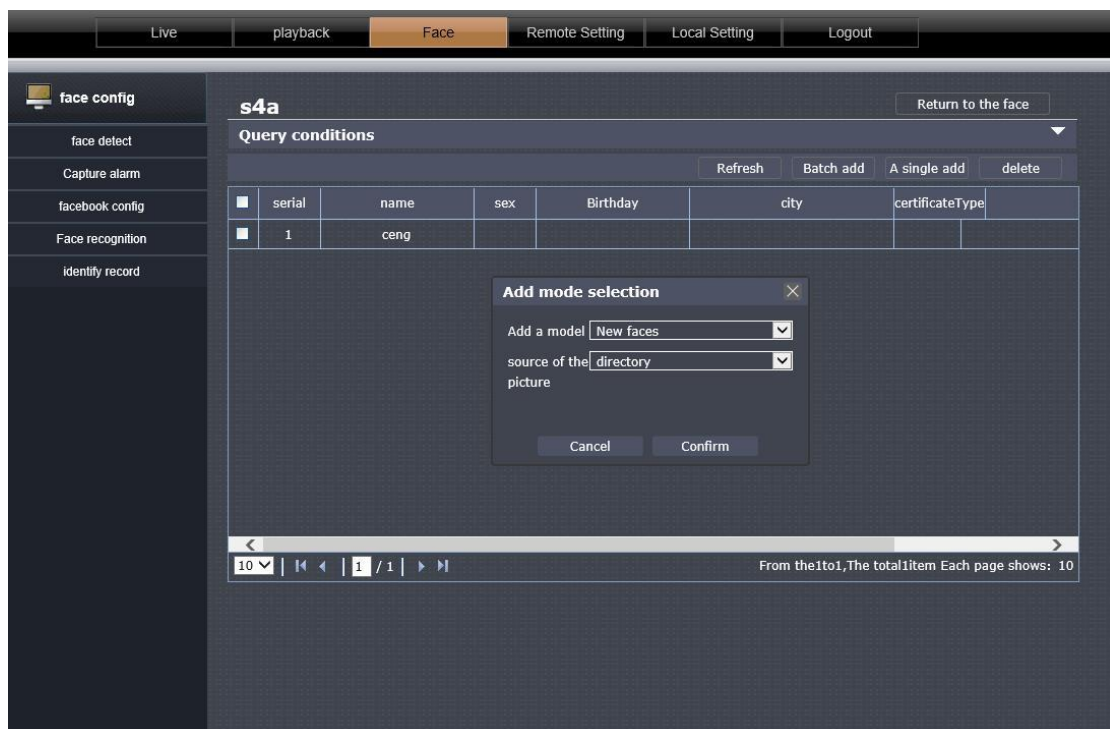 Live playback Face Remote Setting Local Setting Logout
face config
face detect
Capture alarm
facebook config
Face recognition
identify record
s4a Return to the face
Query conditions
Refresh Batch add A single add delete
serial name sex Birthday city certificateType
1 ceng
Add mode selection
Add a model New faces
source of the directory
picture
Cancel Confirm
10 1 / 1 From the1to1,The total1item Each page shows: 10